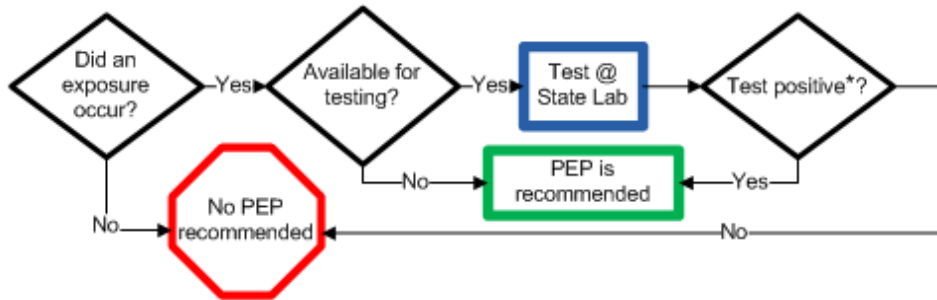 Did an
exposure
occur?
Yes
Available for
testing?
Yes
Test @
State Lab
Test positive*?
No
No PEP
recommended
No
PEP is
recommended
Yes
No